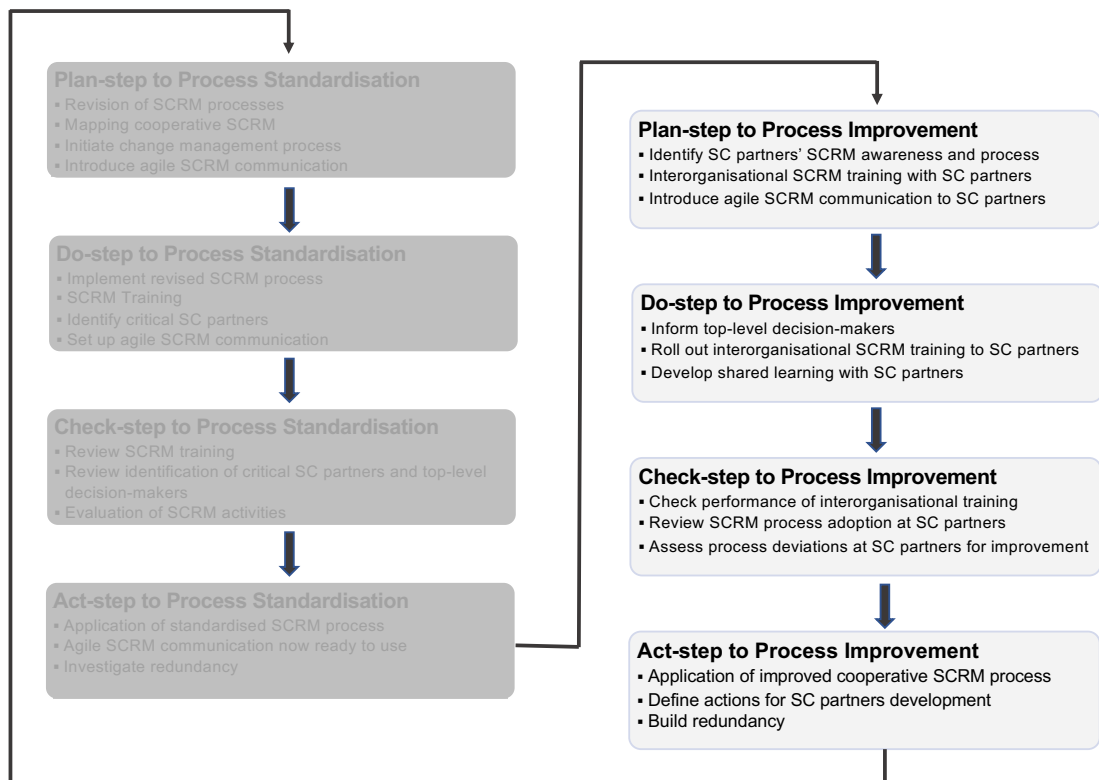 Plan-step to Process Standardisation
▪ Revision of SCRM processes
▪ Mapping cooperative SCRM
▪ Initiate change management process
▪ Introduce agile SCRM communication
Do-step to Process Standardisation
▪ Implement revised SCRM process
▪ SCRM Training
▪ Identify critical SC partners
▪ Set up agile SCRM communication
Check-step to Process Standardisation
▪ Review SCRM training
▪ Review identification of critical SC partners and top-level
decision-makers
▪ Evaluation of SCRM activities
Act-step to Process Standardisation
▪ Application of standardised SCRM process
▪ Agile SCRM communication now ready to use
▪ Investigate redundancy
Plan-step to Process Improvement
▪ Identify SC partners’ SCRM awareness and process
▪ Interorganisational SCRM training with SC partners
▪ Introduce agile SCRM communication to SC partners
Do-step to Process Improvement
▪ Inform top-level decision-makers
▪ Roll out interorganisational SCRM training to SC partners
▪ Develop shared learning with SC partners
Check-step to Process Improvement
▪ Check performance of interorganisational training
▪ Review SCRM process adoption at SC partners
▪ Assess process deviations at SC partners for improvement
Act-step to Process Improvement
▪ Application of improved cooperative SCRM process
▪ Define actions for SC partners development
▪ Build redundancy